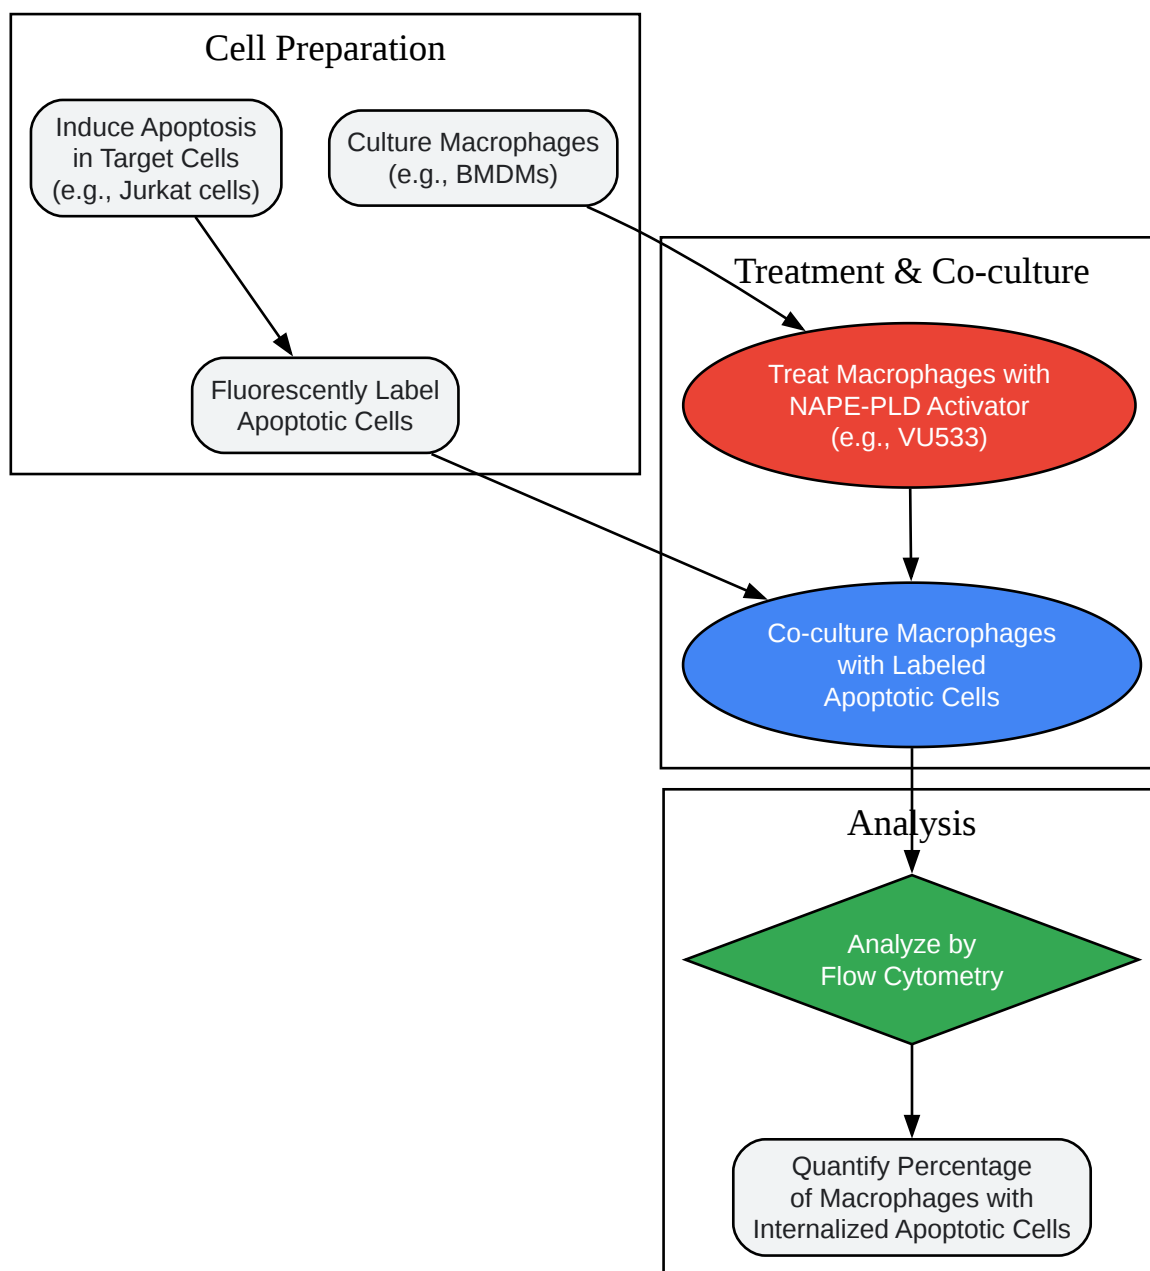 Cell Preparation
Induce Apoptosis
in Target Cells
(e.g., Jurkat cells)
Culture Macrophages
(e.g., BMDMs)
Fluorescently Label
Apoptotic Cells
Treatment & Co-culture
Treat Macrophages with
NAPE-PLD Activator
(e.g., VU533)
Co-culture Macrophages
with Labeled
Apoptotic Cells
Analysis
Analyze by
Flow Cytometry
Quantify Percentage
of Macrophages with
Internalized Apoptotic Cells